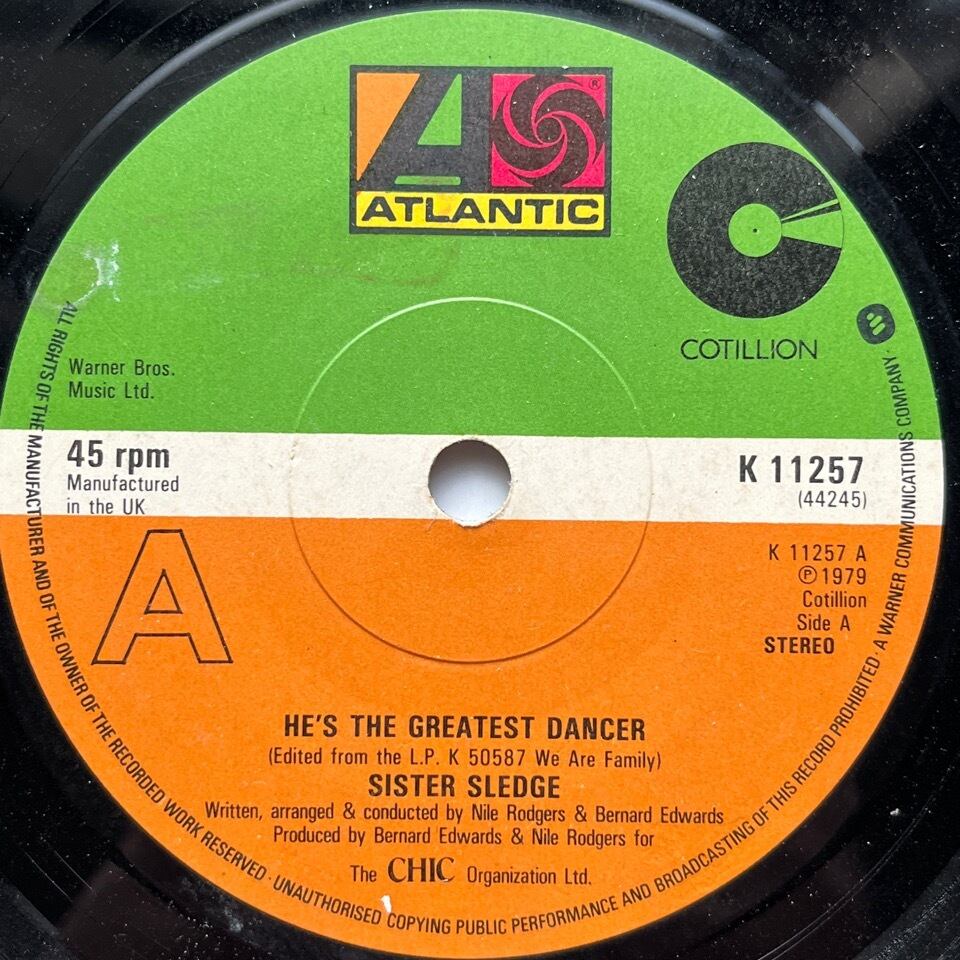 A
®
ATLANTIC
COTILLION
Warner Bros.
Music Ltd.
45 rpm
Manufactured
in the UK
A
K 11257
(44245)
K 11257 A
℗ 1979
Cotillion
Side A
STEREO
HE'S THE GREATEST DANCER
(Edited from the L.P. K 50587 We Are Family)
SISTER SLEDGE
Written, arranged & conducted by Nile Rodgers & Bernard Edwards
Produced by Bernard Edwards & Nile Rodgers for
The CHIC Organization Ltd.
ALL RIGHTS OF THE MANUFACTURER AND OF THE OWNER OF THE RECORDED WORK RESERVED · UNAUTHORISED COPYING PUBLIC PERFORMANCE AND BROADCASTING OF THIS RECORD PROHIBITED · A WARNER COMMUNICATIONS COMPANY ·